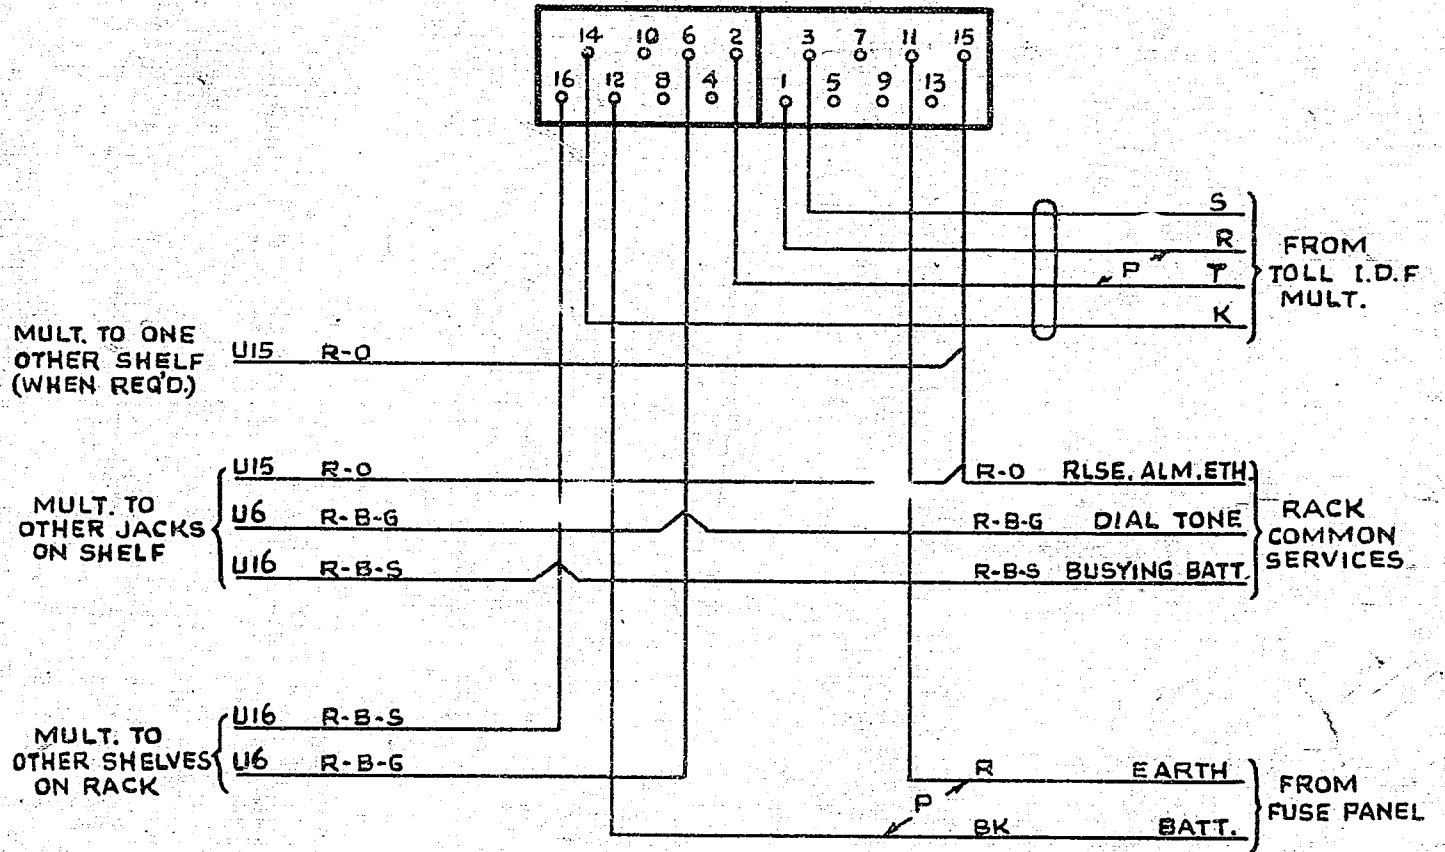 14 10 6 2 3 7 11 15
16 12 8 4 1 5 9 13
S
R
P
T
K
FROM
TOLL I.D.F
MULT.
MULT. TO ONE
OTHER SHELF
(WHEN REQ'D.)
U15 R-O
MULT. TO
OTHER JACKS
ON SHELF
U15 R-O
U6 R-B-G
U16 R-B-S
R-O RLSE. ALM. ETH.
R-B-G DIAL TONE
R-B-S BUSYING BATT.
RACK
COMMON
SERVICES
MULT. TO
OTHER SHELVES
ON RACK
U16 R-B-S
U6 R-B-G
R EARTH
P
BK BATT.
FROM
FUSE PANEL